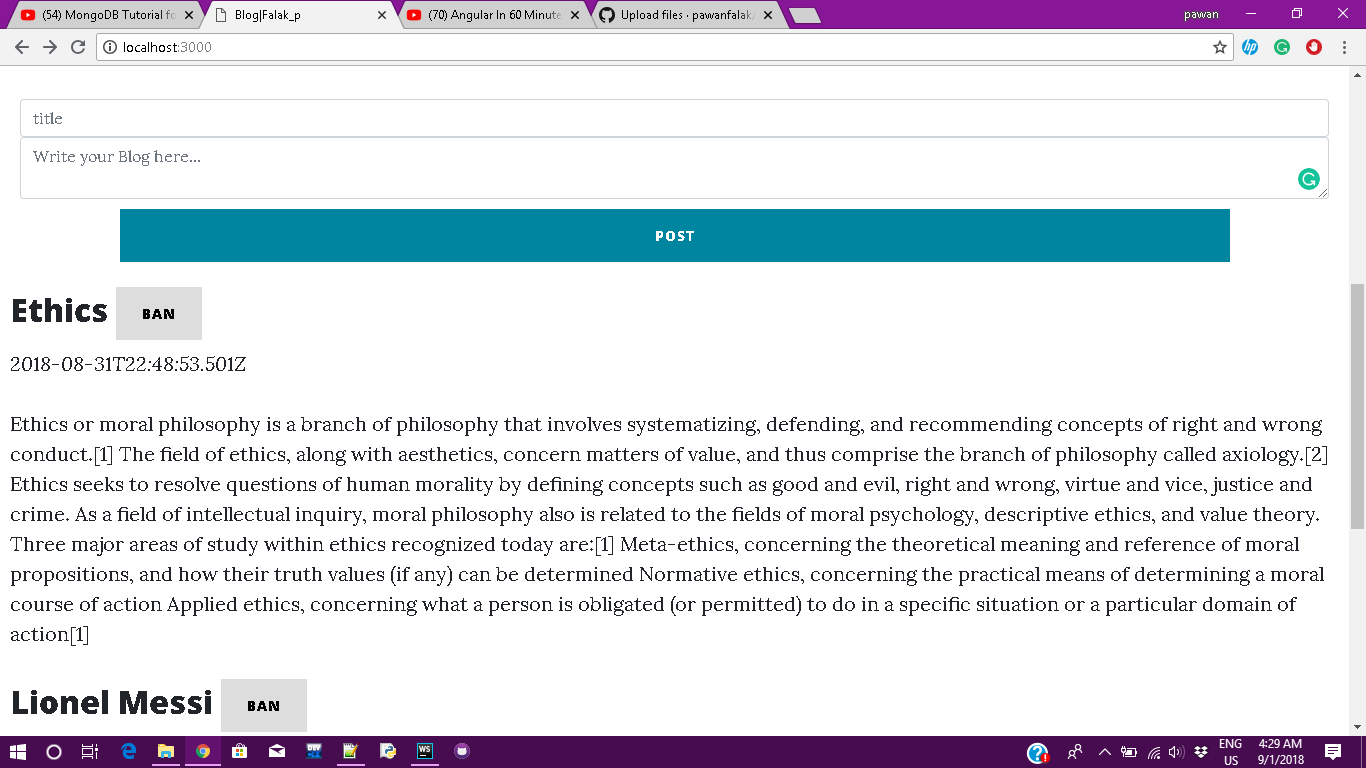 (54) MongoDB Tutorial fo
Blog|Falak_p
(70) Angular In 60 Minute
Upload files · pawanfalak/
pawan
localhost:3000
title
Write your Blog here...
POST
Ethics BAN
2018-08-31T22:48:53.501Z
Ethics or moral philosophy is a branch of philosophy that involves systematizing, defending, and recommending concepts of right and wrong
conduct.[1] The field of ethics, along with aesthetics, concern matters of value, and thus comprise the branch of philosophy called axiology.[2]
Ethics seeks to resolve questions of human morality by defining concepts such as good and evil, right and wrong, virtue and vice, justice and
crime. As a field of intellectual inquiry, moral philosophy also is related to the fields of moral psychology, descriptive ethics, and value theory.
Three major areas of study within ethics recognized today are:[1] Meta-ethics, concerning the theoretical meaning and reference of moral
propositions, and how their truth values (if any) can be determined Normative ethics, concerning the practical means of determining a moral
course of action Applied ethics, concerning what a person is obligated (or permitted) to do in a specific situation or a particular domain of
action[1]
Lionel Messi BAN
ENG
US
4:29 AM
9/1/2018